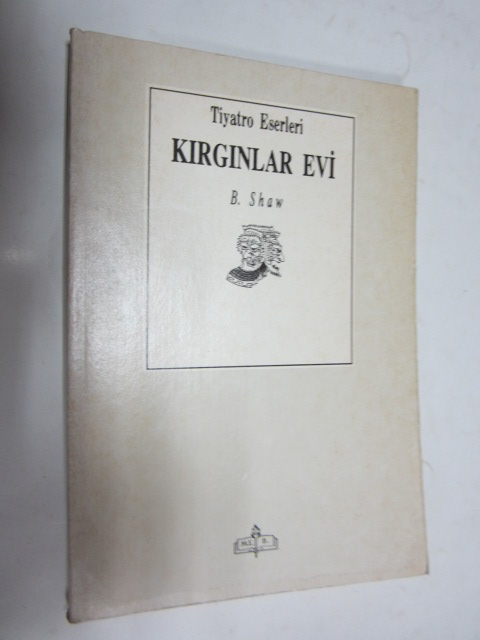 Tiyatro Eserleri
KIRGINLAR EVİ
B. Shaw
M.E. B.